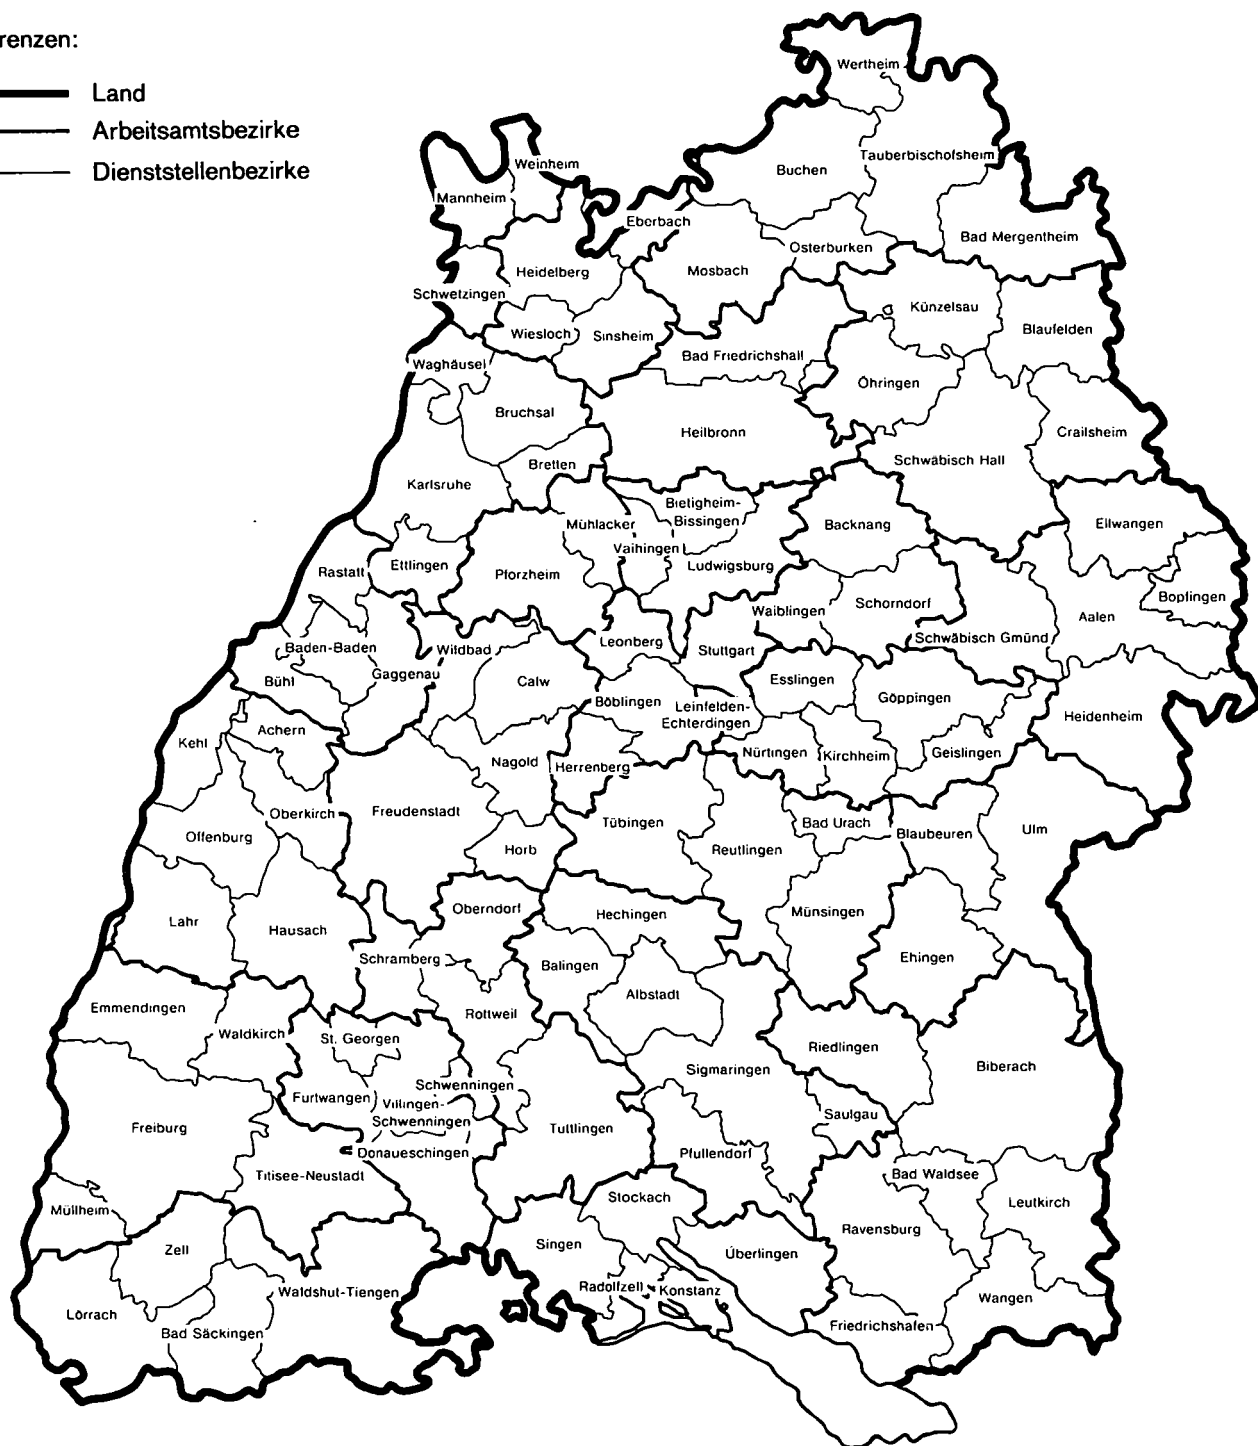 renzen:
Land
Arbeitsamtsbezirke
Dienststellenbezirke
Wertheim
Tauberbischofsheim
Weinheim
Buchen
Mannheim
Eberbach
Bad Mergentheim
Osterburken
Heidelberg
Mosbach
Schwetzingen
Künzelsau
Blaufelden
Wiesloch
Sinsheim
Bad Friedrichshall
Waghäusel
Öhringen
Bruchsal
Heilbronn
Crailsheim
Schwäbisch Hall
Bretten
Karlsruhe
Bietigheim-
Bissingen
Mühlacker
Backnang
Ellwangen
Vaihingen
Ludwigsburg
Ettlingen
Rastatt
Pforzheim
Bopfingen
Schorndorf
Waiblingen
Aalen
Schwäbisch Gmünd
Leonberg
Baden-Baden
Wildbad
Stuttgart
Gaggenau
Bühl
Calw
Esslingen
Göppingen
Böblingen
Leinfelden-
Echterdingen
Heidenheim
Achern
Kehl
Nürtingen
Kirchheim
Geislingen
Nagold
Herrenberg
Freudenstadt
Oberkirch
Tübingen
Bad Urach
Ulm
Blaubeuren
Offenburg
Horb
Reutlingen
Oberndorf
Hechingen
Münsingen
Lahr
Hausach
Schramberg
Ehingen
Balingen
Albstadt
Emmendingen
Rottweil
Waldkirch
St. Georgen
Riedlingen
Biberach
Sigmaringen
Schwenningen
Furtwangen
Villingen-
Schwenningen
Saulgau
Freiburg
Tuttlingen
Donaueschingen
Pfullendorf
Titisee-Neustadt
Bad Waldsee
Stockach
Leutkirch
Müllheim
Ravensburg
Zell
Singen
Überlingen
Radolfzell
Konstanz
Waldshut-Tiengen
Wangen
Lörrach
Friedrichshafen
Bad Säckingen